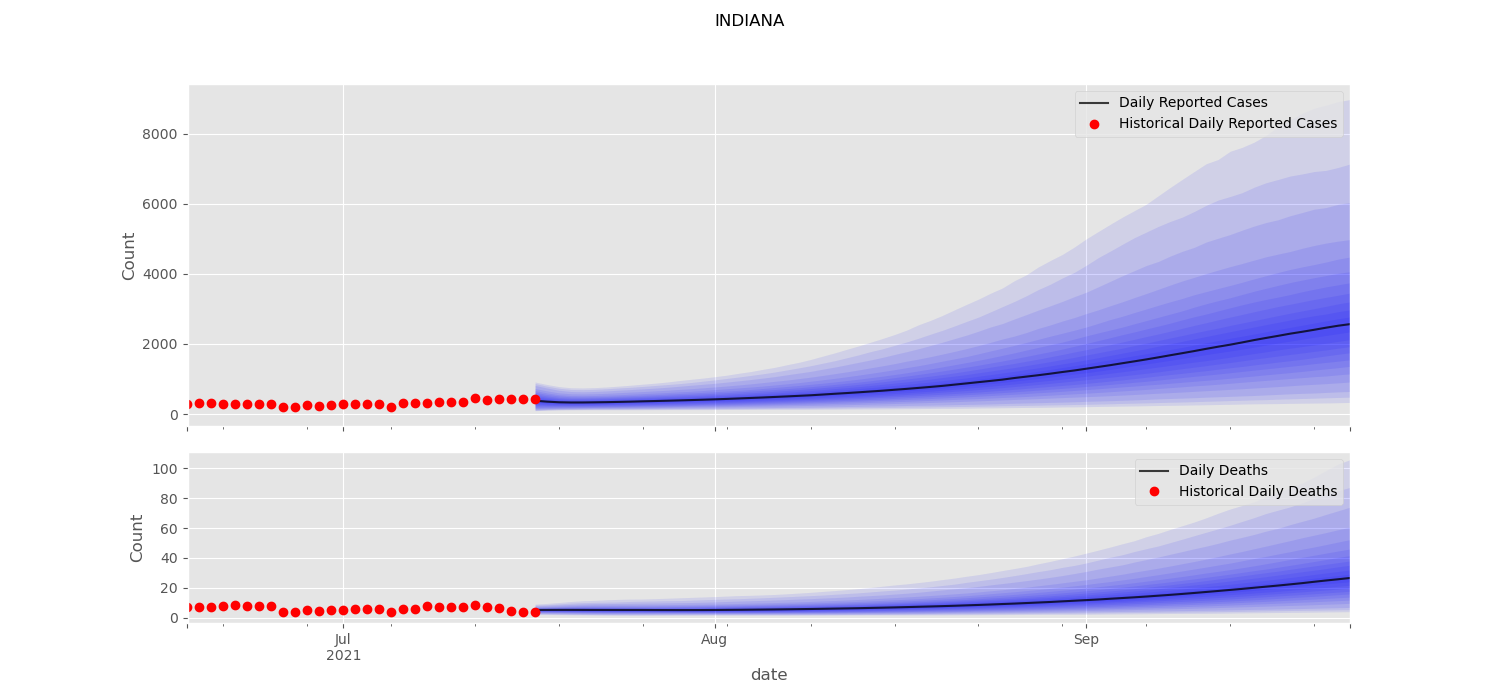 INDIANA
Daily Reported Cases
Historical Daily Reported Cases
8000
6000
4000
2000
0
Count
Daily Deaths
Historical Daily Deaths
100
80
60
40
20
0
Count
Jul
2021
Aug
Sep
date